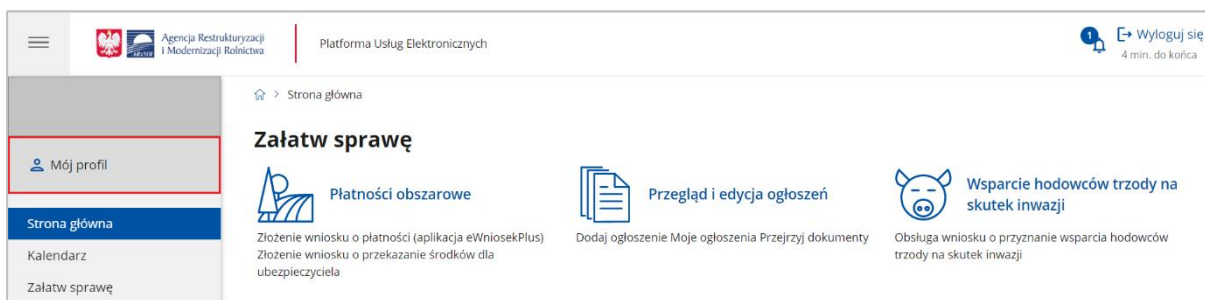 Agencja Restrukturyzacji
i Modernizacji Rolnictwa
Platforma Usług Elektronicznych
1
Wyloguj się
4 min. do końca
Strona główna
Mój profil
Strona główna
Kalendarz
Załatw sprawę
Załatw sprawę
Płatności obszarowe
Złożenie wniosku o płatności (aplikacja eWniosekPlus)
Złożenie wniosku o przekazanie środków dla
ubezpieczyciela
Przegląd i edycja ogłoszeń
Dodaj ogłoszenie Moje ogłoszenia Przejrzyj dokumenty
Wsparcie hodowców trzody na
skutek inwazji
Obsługa wniosku o przyznanie wsparcia hodowców
trzody na skutek inwazji